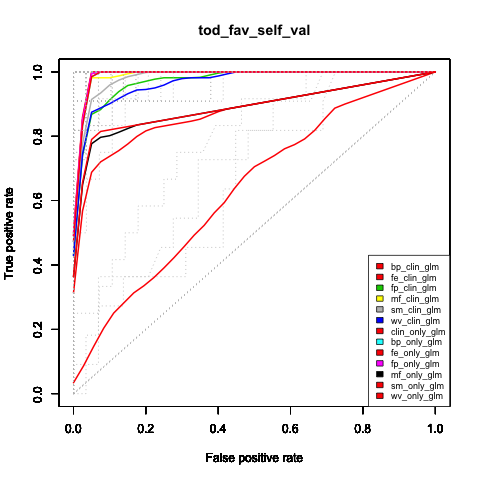 tod_fav_self_val
True positive rate
1.0
0.8
0.6
0.4
0.2
0.0
bp_clin_glm
fe_clin_glm
fp_clin_glm
mf_clin_glm
sm_clin_glm
wv_clin_glm
clin_only_glm
bp_only_glm
fe_only_glm
fp_only_glm
mf_only_glm
sm_only_glm
wv_only_glm
0.0 0.2 0.4 0.6 0.8 1.0
False positive rate